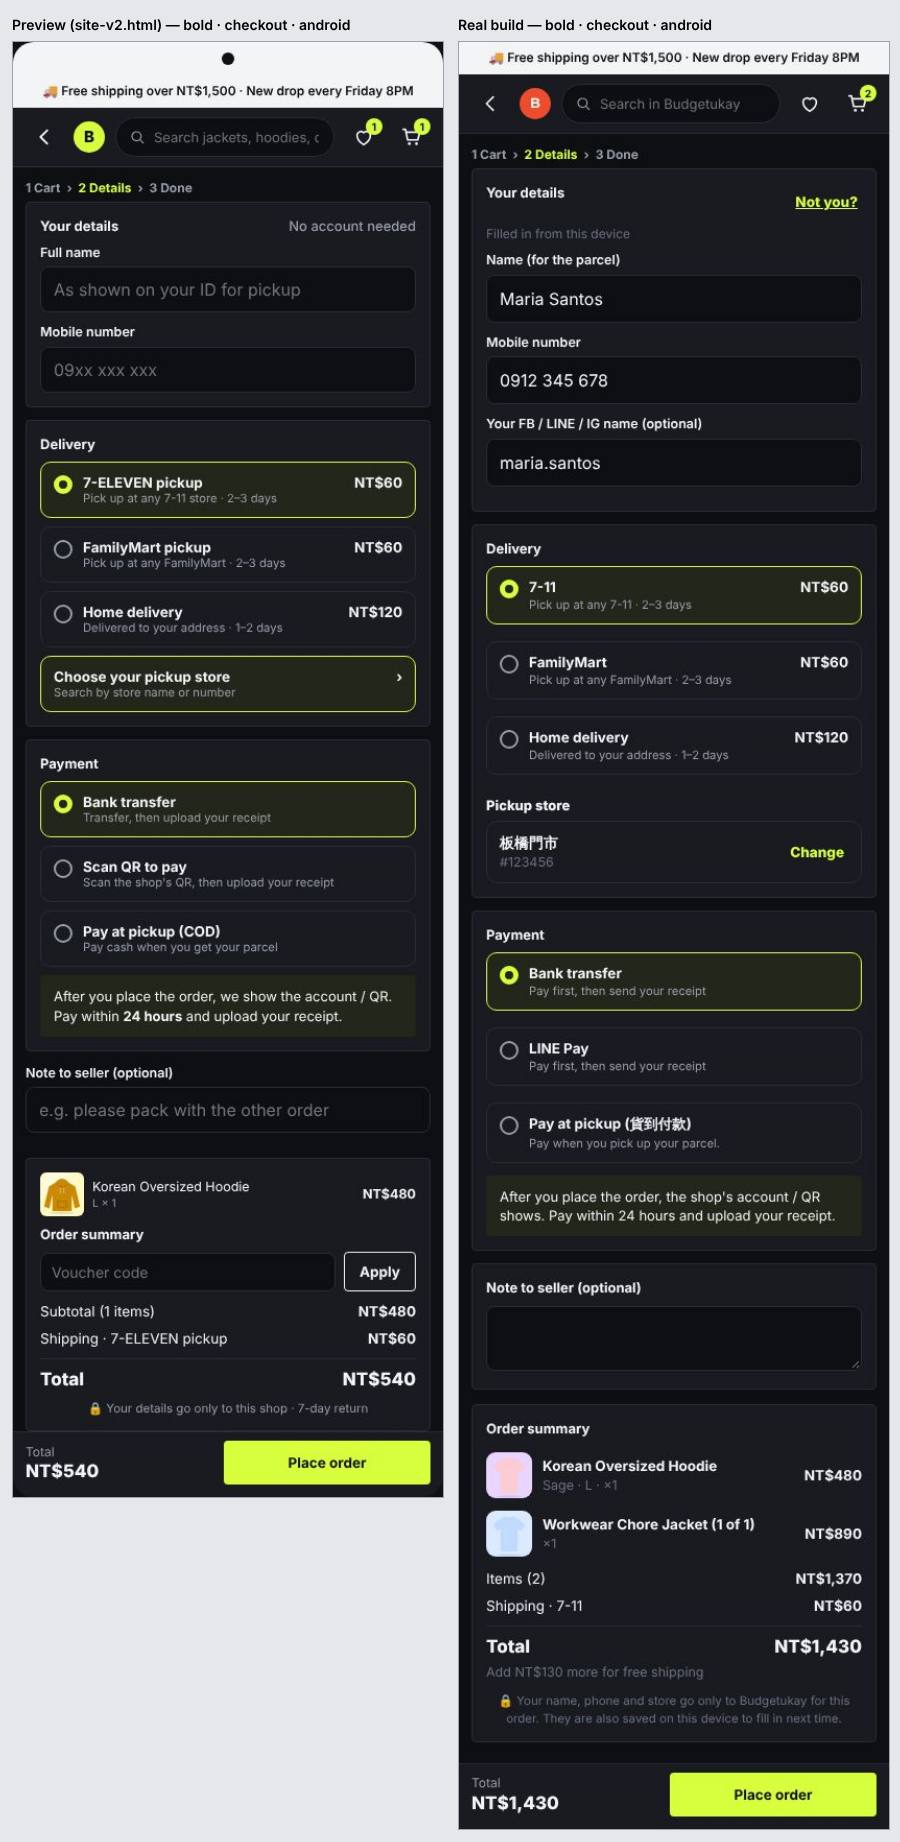 Preview (site-v2.html) — bold · checkout · android
🚚 Free shipping over NT$1,500 · New drop every Friday 8PM
B
Search jackets, hoodies, c
1
1
1 Cart › 2 Details › 3 Done
Your details
No account needed
Full name
As shown on your ID for pickup
Mobile number
09xx xxx xxx
Delivery
7-ELEVEN pickup
NT$60
Pick up at any 7-11 store · 2–3 days
FamilyMart pickup
NT$60
Pick up at any FamilyMart · 2–3 days
Home delivery
NT$120
Delivered to your address · 1–2 days
Choose your pickup store ›
Search by store name or number
Payment
Bank transfer
Transfer, then upload your receipt
Scan QR to pay
Scan the shop's QR, then upload your receipt
Pay at pickup (COD)
Pay cash when you get your parcel
After you place the order, we show the account / QR.
Pay within 24 hours and upload your receipt.
Note to seller (optional)
e.g. please pack with the other order
Korean Oversized Hoodie
L × 1
NT$480
Order summary
Voucher code
Apply
Subtotal (1 items)
NT$480
Shipping · 7-ELEVEN pickup
NT$60
Total
NT$540
🔒 Your details go only to this shop · 7-day return
Total
NT$540
Place order
Real build — bold · checkout · android
🚚 Free shipping over NT$1,500 · New drop every Friday 8PM
B
Search in Budgetukay
2
1 Cart › 2 Details › 3 Done
Your details
Not you?
Filled in from this device
Name (for the parcel)
Maria Santos
Mobile number
0912 345 678
Your FB / LINE / IG name (optional)
maria.santos
Delivery
7-11
NT$60
Pick up at any 7-11 · 2–3 days
FamilyMart
NT$60
Pick up at any FamilyMart · 2–3 days
Home delivery
NT$120
Delivered to your address · 1–2 days
Pickup store
板橋門市
#123456
Change
Payment
Bank transfer
Pay first, then send your receipt
LINE Pay
Pay first, then send your receipt
Pay at pickup (貨到付款)
Pay when you pick up your parcel.
After you place the order, the shop's account / QR
shows. Pay within 24 hours and upload your receipt.
Note to seller (optional)
Order summary
Korean Oversized Hoodie
Sage · L · ×1
NT$480
Workwear Chore Jacket (1 of 1)
×1
NT$890
Items (2)
NT$1,370
Shipping · 7-11
NT$60
Total
NT$1,430
Add NT$130 more for free shipping
🔒 Your name, phone and store go only to Budgetukay for this
order. They are also saved on this device to fill in next time.
Total
NT$1,430
Place order